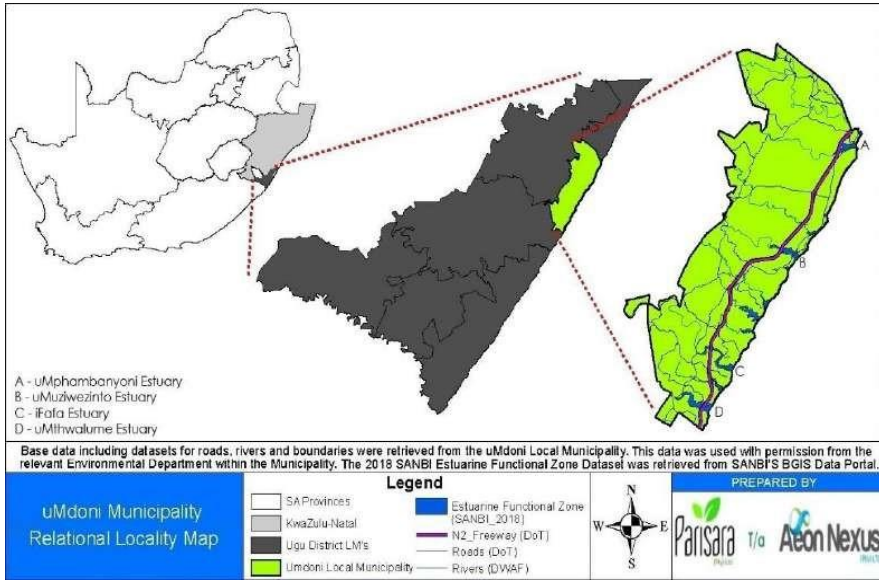 A
B
C
D
A - uMphambanyoni Estuary
B - uMuziwezinto Estuary
C - iFafa Estuary
D - uMthwalume Estuary
Base data including datasets for roads, rivers and boundaries were retrieved from the uMdoni Local Municipality. This data was used with permission from the
relevant Environmental Department within the Municipality. The 2018 SANBI Estuarine Functional Zone Dataset was retrieved from SANBI'S BGIS Data Portal.
uMdoni Municipality
Relational Locality Map
Legend
SA Provinces
KwaZulu-Natal
Ugu District LM's
Umdoni Local Municipality
Estuarine Functional Zone
(SANBI_2018)
N2_Freeway (DoT)
Roads (DoT)
Rivers (DWAF)
N
W E
S
PREPARED BY
Parisara T/a Aeon Nexus